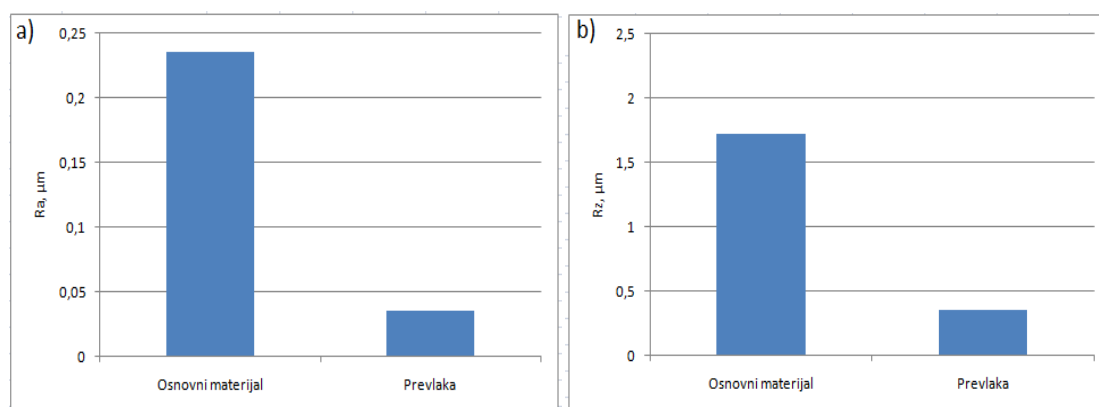 a)
0,25
0,2
0,15
0,1
0,05
0
Ra, µm
Osnovni materijal Prevlaka
b)
2,5
2
1,5
1
0,5
0
Rz, µm
Osnovni materijal Prevlaka